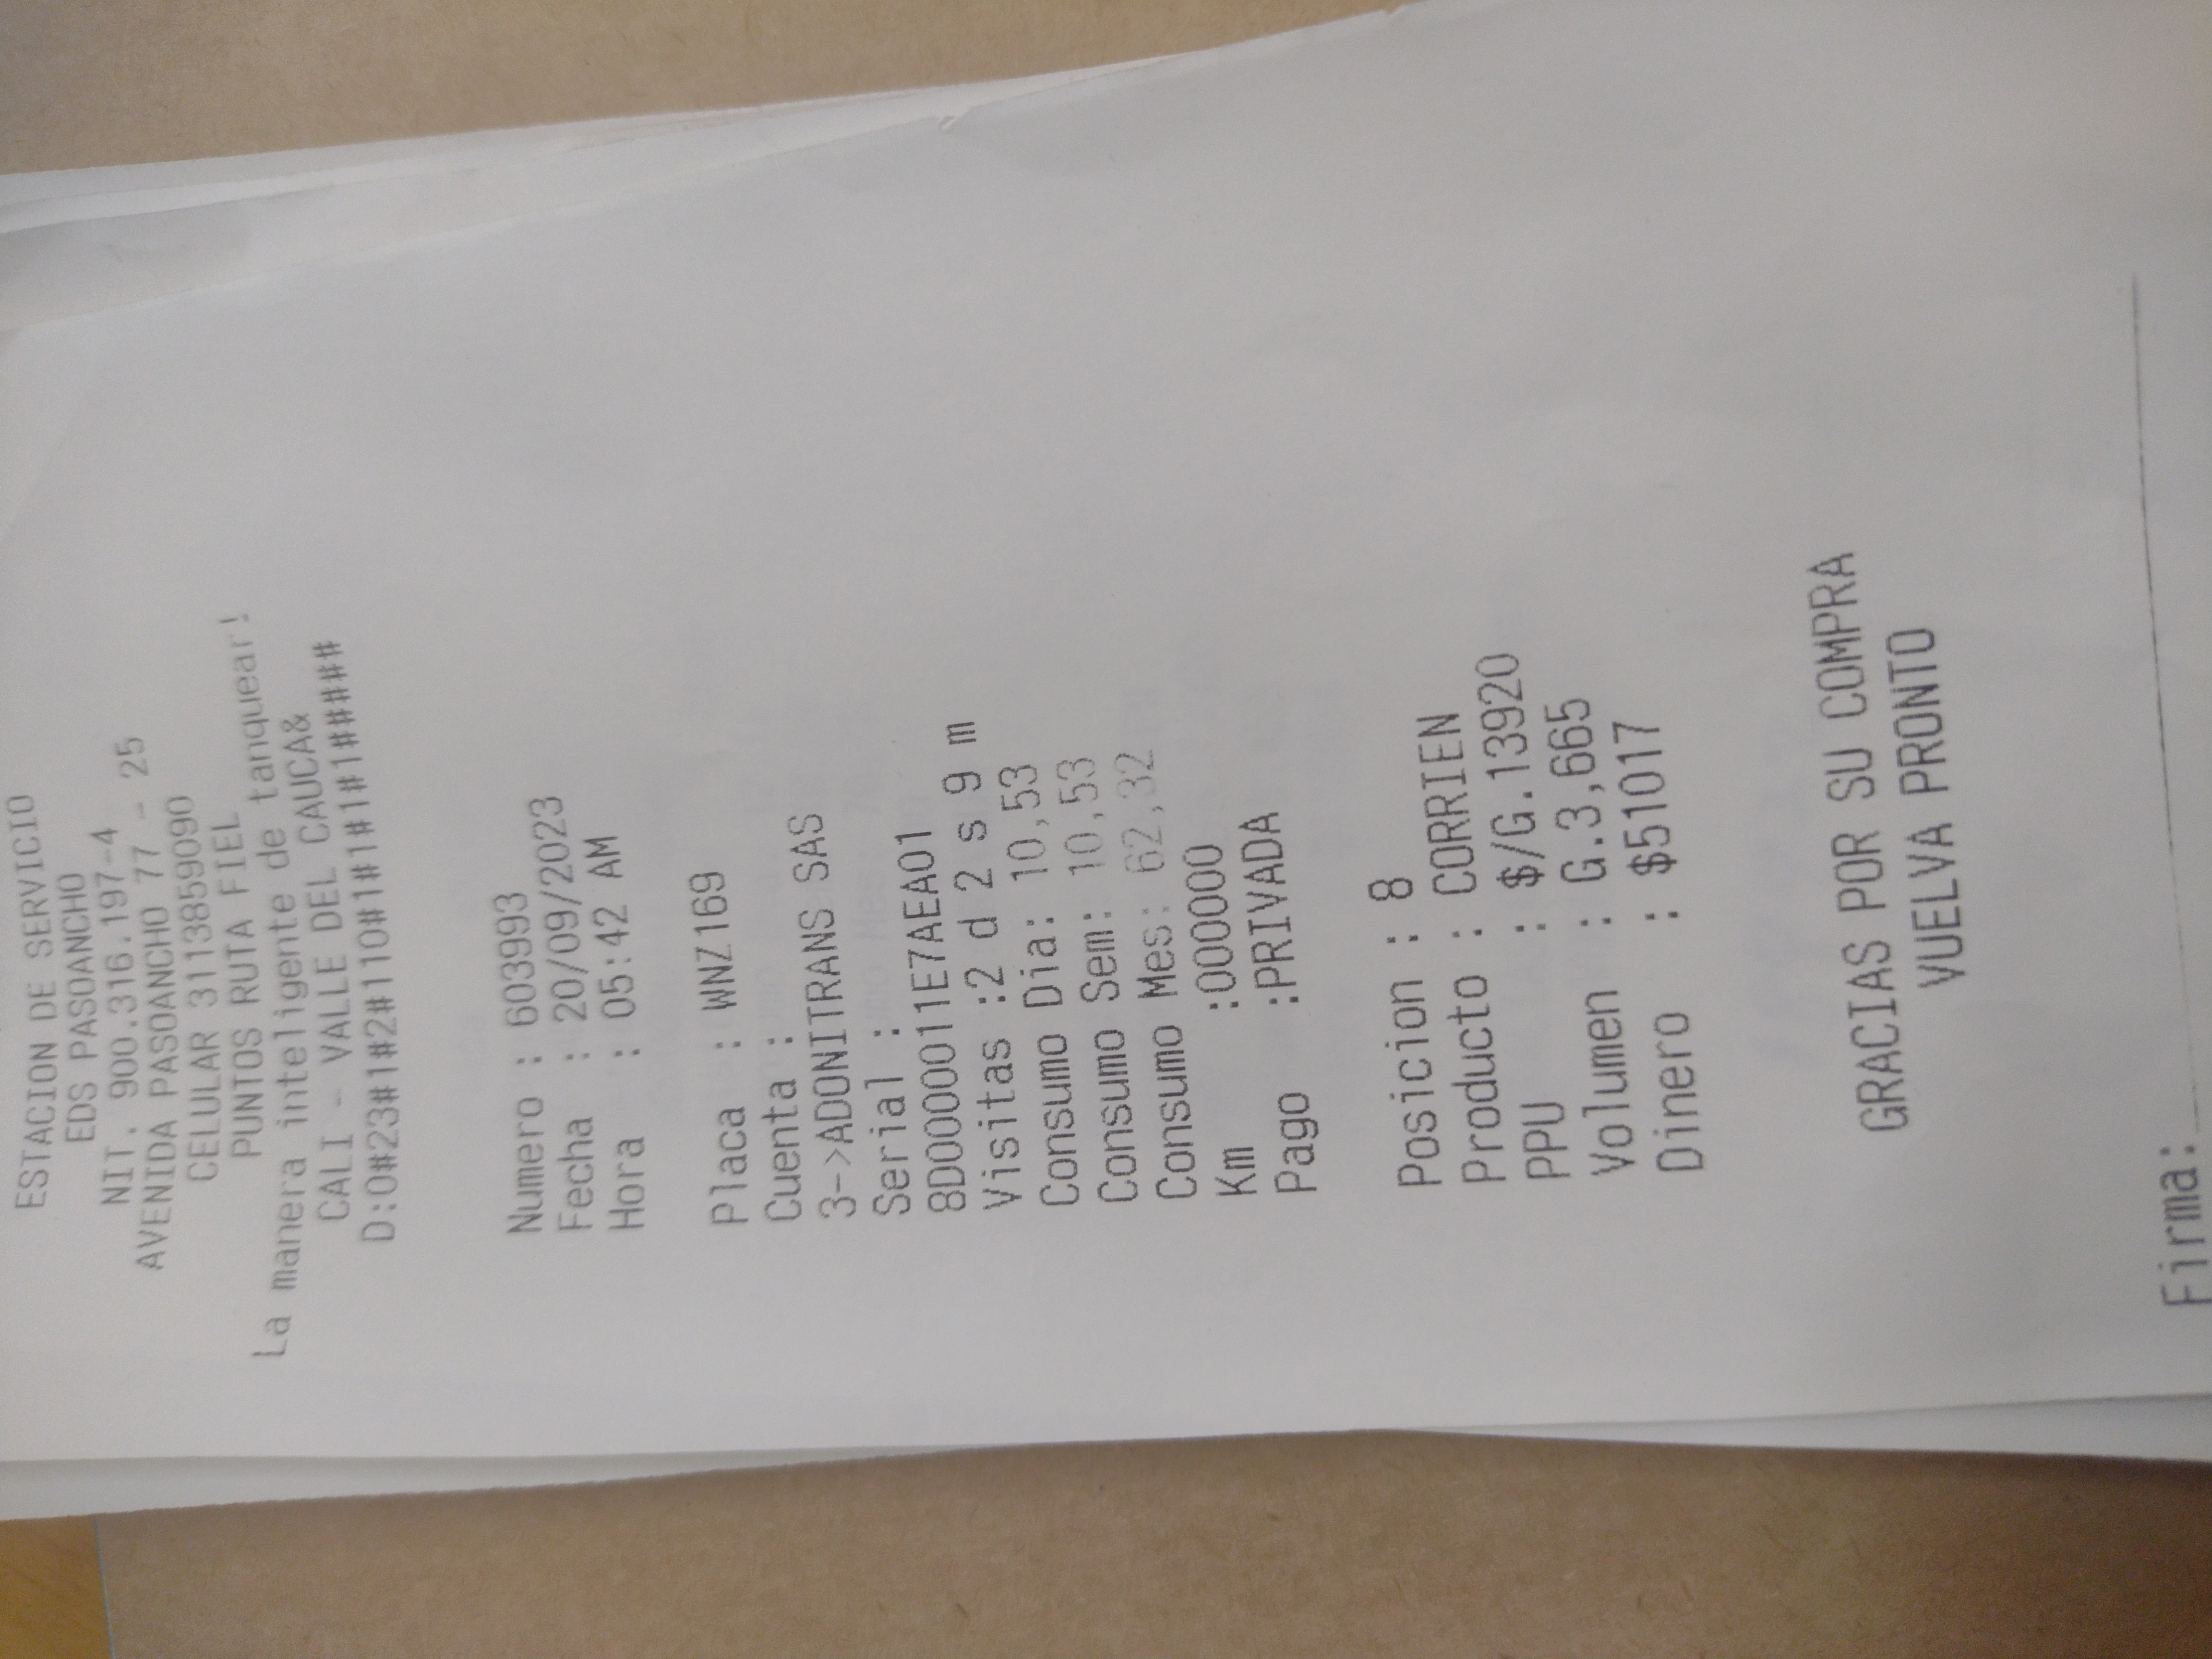 ESTACION DE SERVICIO
EDS PASOANCHO
NIT. 900.316.197-4
AVENIDA PASOANCHO 77 - 25
CELULAR 3113859090
PUNTOS RUTA FIEL
La manera inteligente de tanquear!
CALI - VALLE DEL CAUCA&
D:0#23#1#2#110#1#1#1#1#####
Numero : 603993
Fecha : 20/09/2023
Hora : 05:42 AM
Placa : WNZ169
Cuenta :
3->ADONITRANS SAS
Serial :
8D000011E7AEA01
Visitas :2 d 2 s 9 m
Consumo Dia: 10,53
Consumo Sem: 10,53
Consumo Mes: 62,32
Km :000000
Pago :PRIVADA
Posicion : 8
Producto : CORRIEN
PPU : $/G.13920
Volumen : G.3,665
Dinero : $51017
GRACIAS POR SU COMPRA
VUELVA PRONTO
Firma: